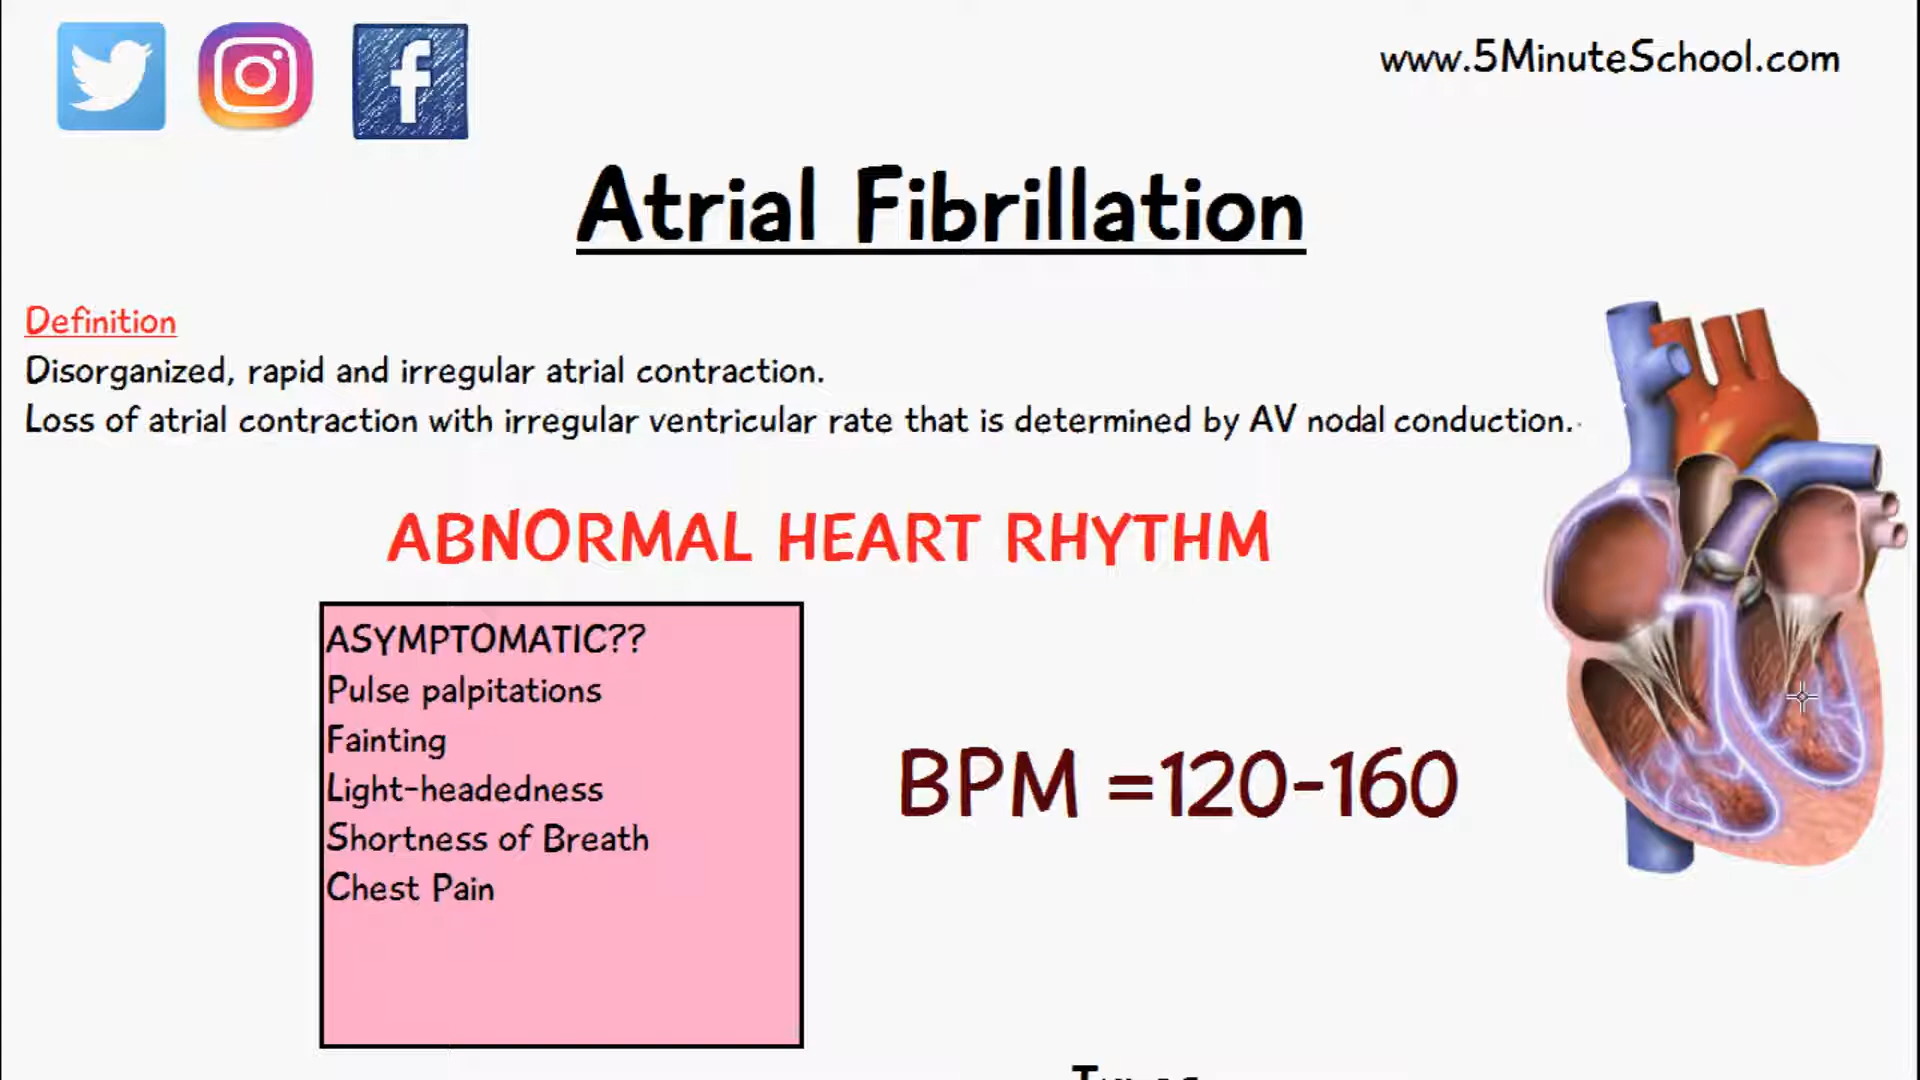 www.5MinuteSchool.com
Atrial Fibrillation
Definition
Disorganized, rapid and irregular atrial contraction.
Loss of atrial contraction with irregular ventricular rate that is determined by AV nodal conduction.
ABNORMAL HEART RHYTHM
ASYMPTOMATIC??
Pulse palpitations
Fainting
Light-headedness
Shortness of Breath
Chest Pain
BPM =120-160